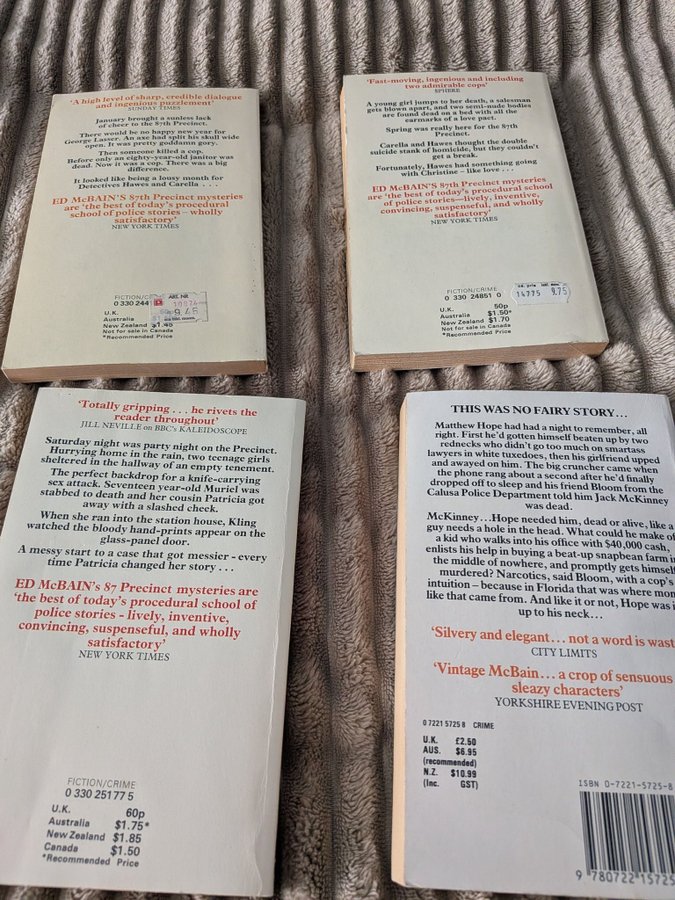 'A high level of sharp, credible dialogue
and ingenious puzzlement'
SUNDAY TIMES
January brought a sunless lack
of cheer to the 87th Precinct.
There would be no happy new year for
George Lasser. An axe had split his skull wide
open. It was pretty goddamn gory.
Then someone killed a cop.
Before only an eighty-year-old janitor was
dead. Now it was a cop. There was a big
difference.
It looked like being a lousy month for
Detectives Hawes and Carella . . .
ED McBAIN'S 87th Precinct mysteries
are 'the best of today's procedural
school of police stories – wholly
satisfactory'
NEW YORK TIMES
FICTION/CRIME
0 330 244
ART. NR
U.K.
Australia
New Zealand $1.45
Not for sale in Canada
*Recommended Price
'Fast-moving, ingenious and including
two admirable cops'
SPHERE
A young girl jumps to her death, a salesman
gets blown apart, and two semi-nude bodies
are found dead on a bed with all the
earmarks of a love pact.
Spring was really here for the 87th
Precinct.
Carella and Hawes thought the double
suicide stank of homicide, but they couldn't
get a break.
Fortunately, Hawes had something going
with Christine – like love . . .
ED McBAIN'S 87th Precinct mysteries
are 'the best of today's procedural school
of police stories—lively, inventive,
convincing, suspenseful, and wholly
satisfactory'
NEW YORK TIMES
FICTION/CRIME
0 330 24851 0
14775 9.75
U.K. 50p
Australia $1.50*
New Zealand $1.70
Not for sale in Canada
*Recommended Price
'Totally gripping . . . he rivets the
reader throughout'
JILL NEVILLE on BBC's KALEIDOSCOPE
Saturday night was party night on the Precinct.
Hurrying home in the rain, two teenage girls
sheltered in the hallway of an empty tenement.
The perfect backdrop for a knife-carrying
sex attack. Seventeen year-old Muriel was
stabbed to death and her cousin Patricia got
away with a slashed cheek.
When she ran into the station house, Kling
watched the bloody hand-prints appear on the
glass-panel door.
A messy start to a case that got messier - every
time Patricia changed her story . . .
ED McBAIN's 87 Precinct mysteries are
'the best of today's procedural school of
police stories - lively, inventive,
convincing, suspenseful, and wholly
satisfactory'
NEW YORK TIMES
FICTION/CRIME
0 330 25177 5
U.K. 60p
Australia $1.75*
New Zealand $1.85
Canada $1.50
*Recommended Price
THIS WAS NO FAIRY STORY...
Matthew Hope had had a night to remember, all
right. First he'd gotten himself beaten up by two
rednecks who didn't go too much on smartass
lawyers in white tuxedoes, then his girlfriend upped
and awayed on him. The big cruncher came when
the phone rang about a second after he'd finally
dropped off to sleep and his friend Bloom from the
Calusa Police Department told him Jack McKinney
was dead.
McKinney...Hope needed him, dead or alive, like a
guy needs a hole in the head. What could he make of
a kid who walks into his office with $40,000 cash,
enlists his help in buying a beat-up snapbean farm in
the middle of nowhere, and promptly gets himself
murdered? Narcotics, said Bloom, with a cop's
intuition – because in Florida that was where mon
like that came from. And like it or not, Hope was i
up to his neck...
'Silvery and elegant... not a word is wast
CITY LIMITS
'Vintage McBain... a crop of sensuous
sleazy characters'
YORKSHIRE EVENING POST
0 7221 5725 8 CRIME
U.K. £2.50
AUS. $6.95
(recommended)
N.Z. $10.99
(Inc. GST)
ISBN 0-7221-5725-8
9 780722 15725